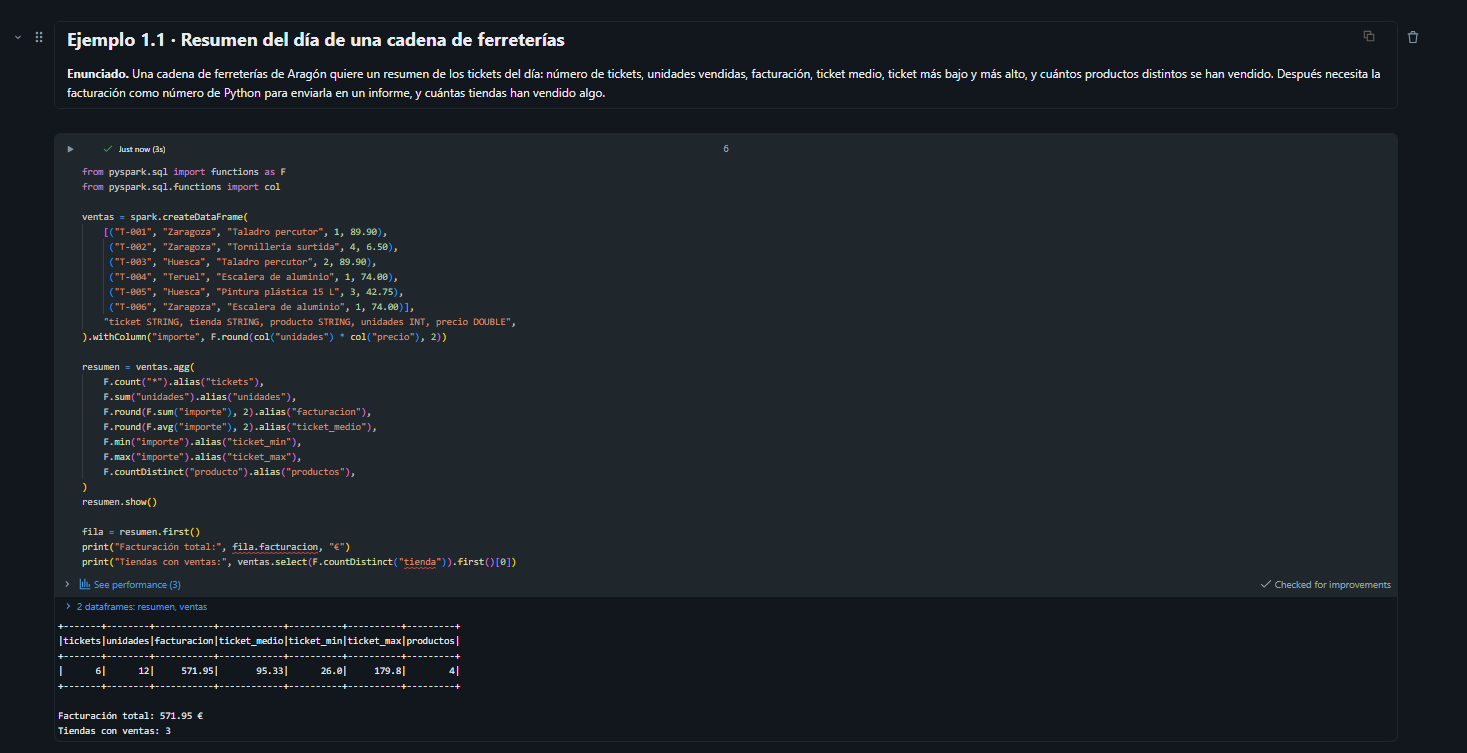 Ejemplo 1.1 · Resumen del día de una cadena de ferreterías
Enunciado. Una cadena de ferreterías de Aragón quiere un resumen de los tickets del día: número de tickets, unidades vendidas, facturación, ticket medio, ticket más bajo y más alto, y cuántos productos distintos se han vendido. Después necesita la
facturación como número de Python para enviarla en un informe, y cuántas tiendas han vendido algo.
Just now (3s)
6
from pyspark.sql import functions as F
from pyspark.sql.functions import col
ventas = spark.createDataFrame(
    [("T-001", "Zaragoza", "Taladro percutor", 1, 89.90),
     ("T-002", "Zaragoza", "Tornillería surtida", 4, 6.50),
     ("T-003", "Huesca", "Taladro percutor", 2, 89.90),
     ("T-004", "Teruel", "Escalera de aluminio", 1, 74.00),
     ("T-005", "Huesca", "Pintura plástica 15 L", 3, 42.75),
     ("T-006", "Zaragoza", "Escalera de aluminio", 1, 74.00)],
    "ticket STRING, tienda STRING, producto STRING, unidades INT, precio DOUBLE",
).withColumn("importe", F.round(col("unidades") * col("precio"), 2))
resumen = ventas.agg(
    F.count("*").alias("tickets"),
    F.sum("unidades").alias("unidades"),
    F.round(F.sum("importe"), 2).alias("facturacion"),
    F.round(F.avg("importe"), 2).alias("ticket_medio"),
    F.min("importe").alias("ticket_min"),
    F.max("importe").alias("ticket_max"),
    F.countDistinct("producto").alias("productos"),
)
resumen.show()
fila = resumen.first()
print("Facturación total:", fila.facturacion, "€")
print("Tiendas con ventas:", ventas.select(F.countDistinct("tienda")).first()[0])
See performance (3)
Checked for improvements
2 dataframes: resumen, ventas
+-------+--------+-----------+------------+----------+----------+---------+
|tickets|unidades|facturacion|ticket_medio|ticket_min|ticket_max|productos|
+-------+--------+-----------+------------+----------+----------+---------+
|      6|      12|     571.95|       95.33|      26.0|     179.8|        4|
+-------+--------+-----------+------------+----------+----------+---------+
Facturación total: 571.95 €
Tiendas con ventas: 3